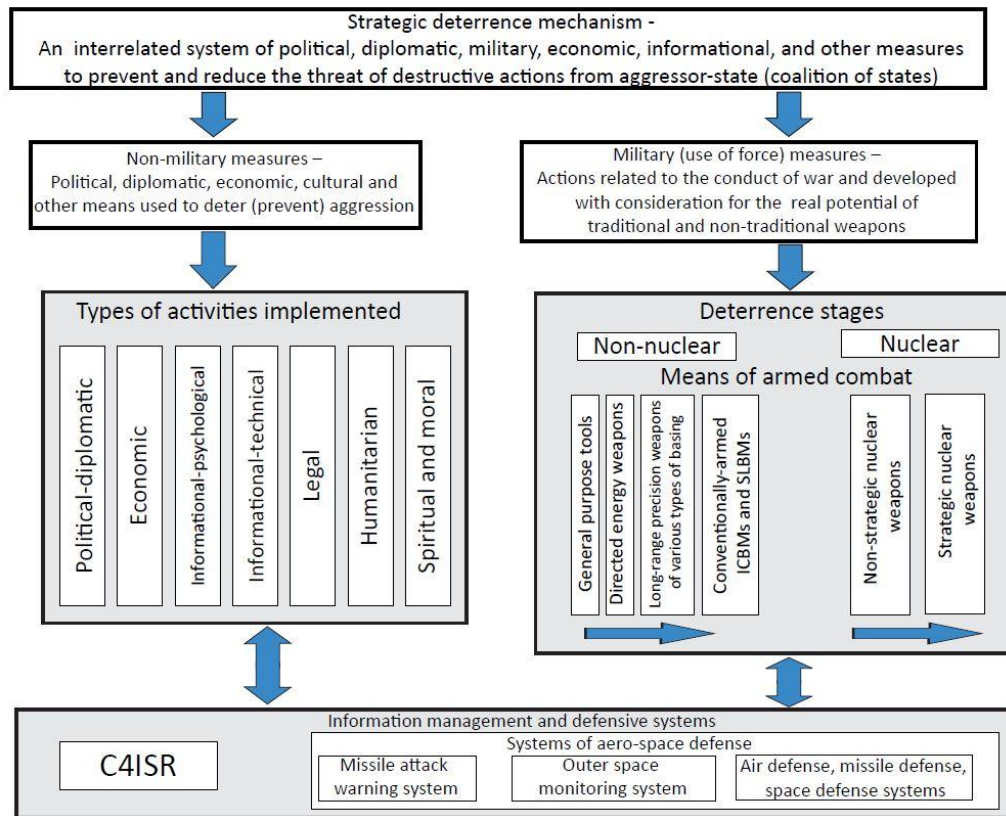 Strategic deterrence mechanism -
An interrelated system of political, diplomatic, military, economic, informational, and other measures
to prevent and reduce the threat of destructive actions from aggressor-state (coalition of states)
Non-military measures –
Political, diplomatic, economic, cultural and
other means used to deter (prevent) aggression
Military (use of force) measures –
Actions related to the conduct of war and developed
with consideration for the real potential of
traditional and non-traditional weapons
Types of activities implemented
Political-diplomatic
Economic
Informational-psychological
Informational-technical
Legal
Humanitarian
Spiritual and moral
Deterrence stages
Non-nuclear
Nuclear
Means of armed combat
General purpose tools
Directed energy weapons
Long-range precision weapons
of various types of basing
Conventionally-armed
ICBMs and SLBMs
Non-strategic nuclear
weapons
Strategic nuclear
weapons
Information management and defensive systems
C4ISR
Systems of aero-space defense
Missile attack
warning system
Outer space
monitoring system
Air defense, missile defense,
space defense systems